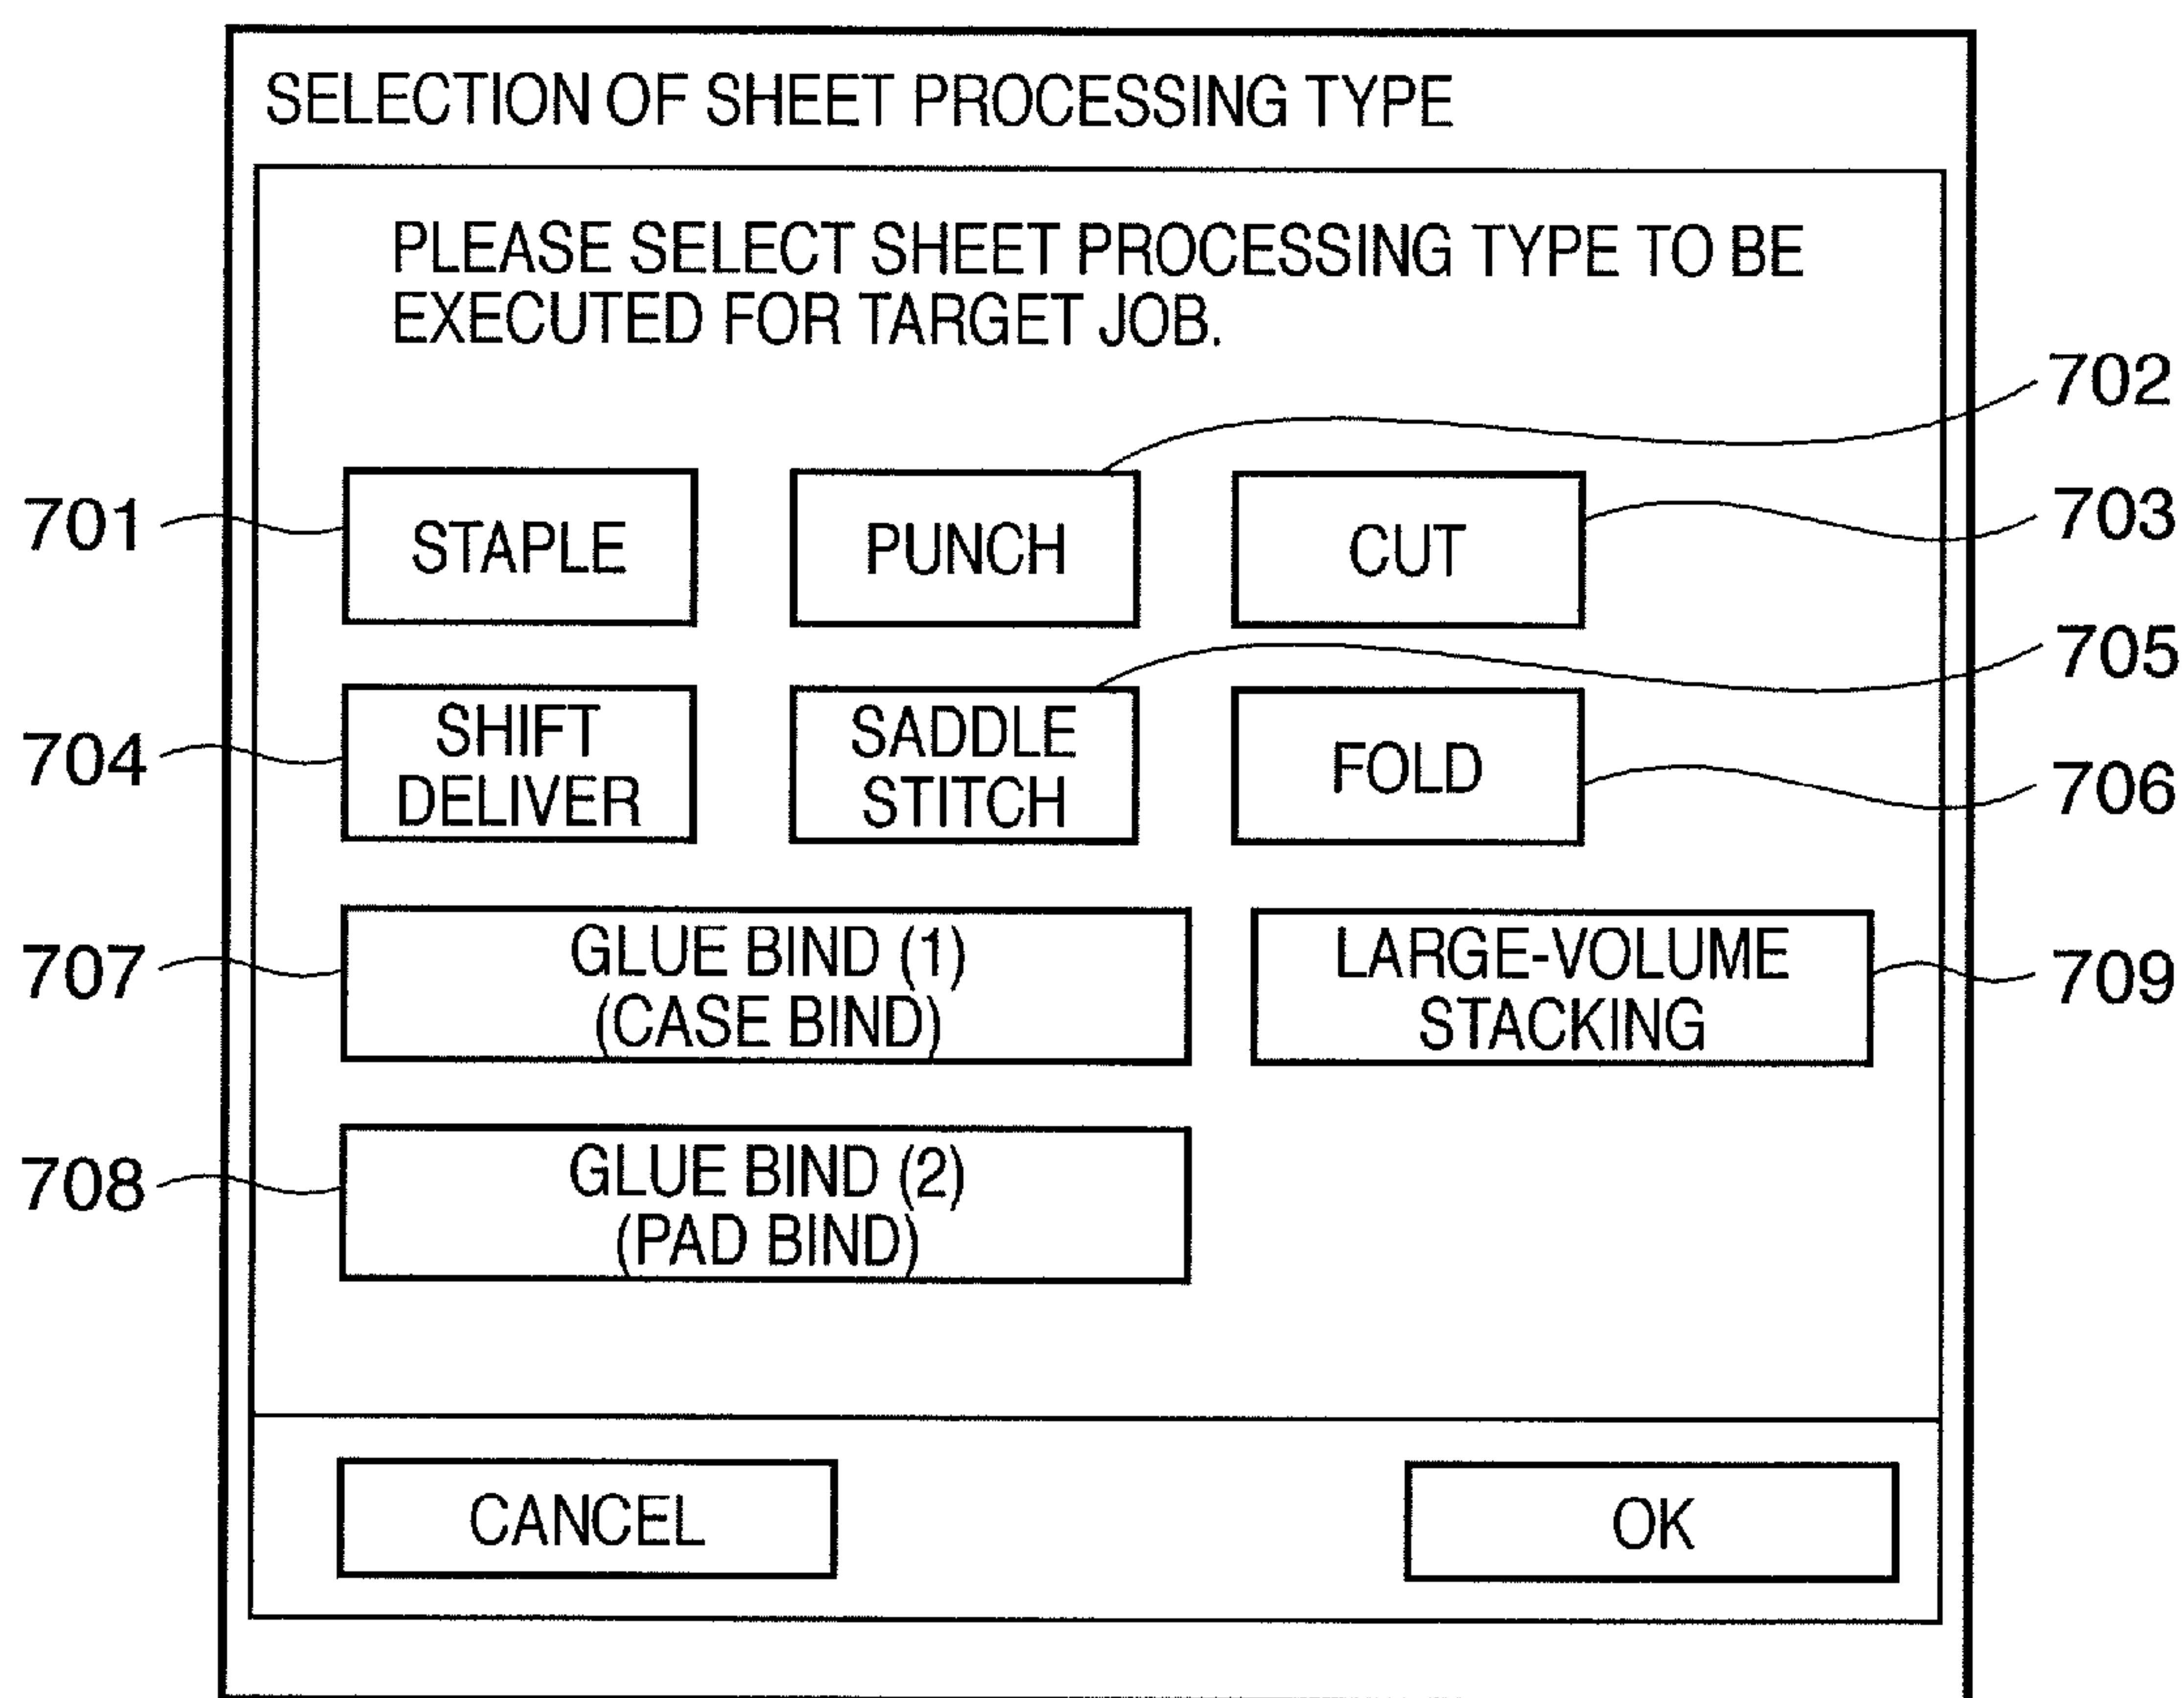 SELECTION OF SHEET PROCESSING TYPE
PLEASE SELECT SHEET PROCESSING TYPE TO BE
EXECUTED FOR TARGET JOB.
702
701 STAPLE PUNCH CUT 703
705
704 SHIFT
DELIVER SADDLE
STITCH FOLD 706
707 GLUE BIND (1)
(CASE BIND) LARGE-VOLUME
STACKING 709
708 GLUE BIND (2)
(PAD BIND)
CANCEL OK